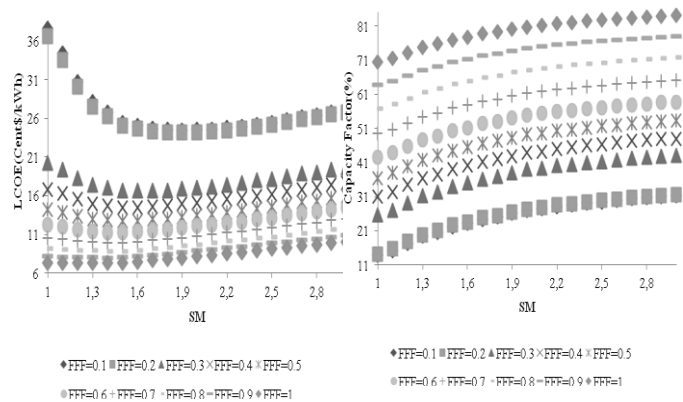 LCOE(Cent$/kWh)
36
31
26
21
16
11
6
1 1,3 1,6 1,9 2,2 2,5 2,8
SM
◆FFF=0.1 ■FFF=0.2 ▲FFF=0.3 ×FFF=0.4 ж FFF=0.5
●FFF=0.6 +FFF=0.7 -FFF=0.8 —FFF=0.9 ◆FFF=1
Capacity Factor(%)
81
71
61
51
41
31
21
11
1 1,3 1,6 1,9 2,2 2,5 2,8
SM
◆FFF=0.1 ■FFF=0.2 ▲FFF=0.3 ×FFF=0.4 ж FFF=0.5
●FFF=0.6 +FFF=0.7 -FFF=0.8 —FFF=0.9 ◆FFF=1